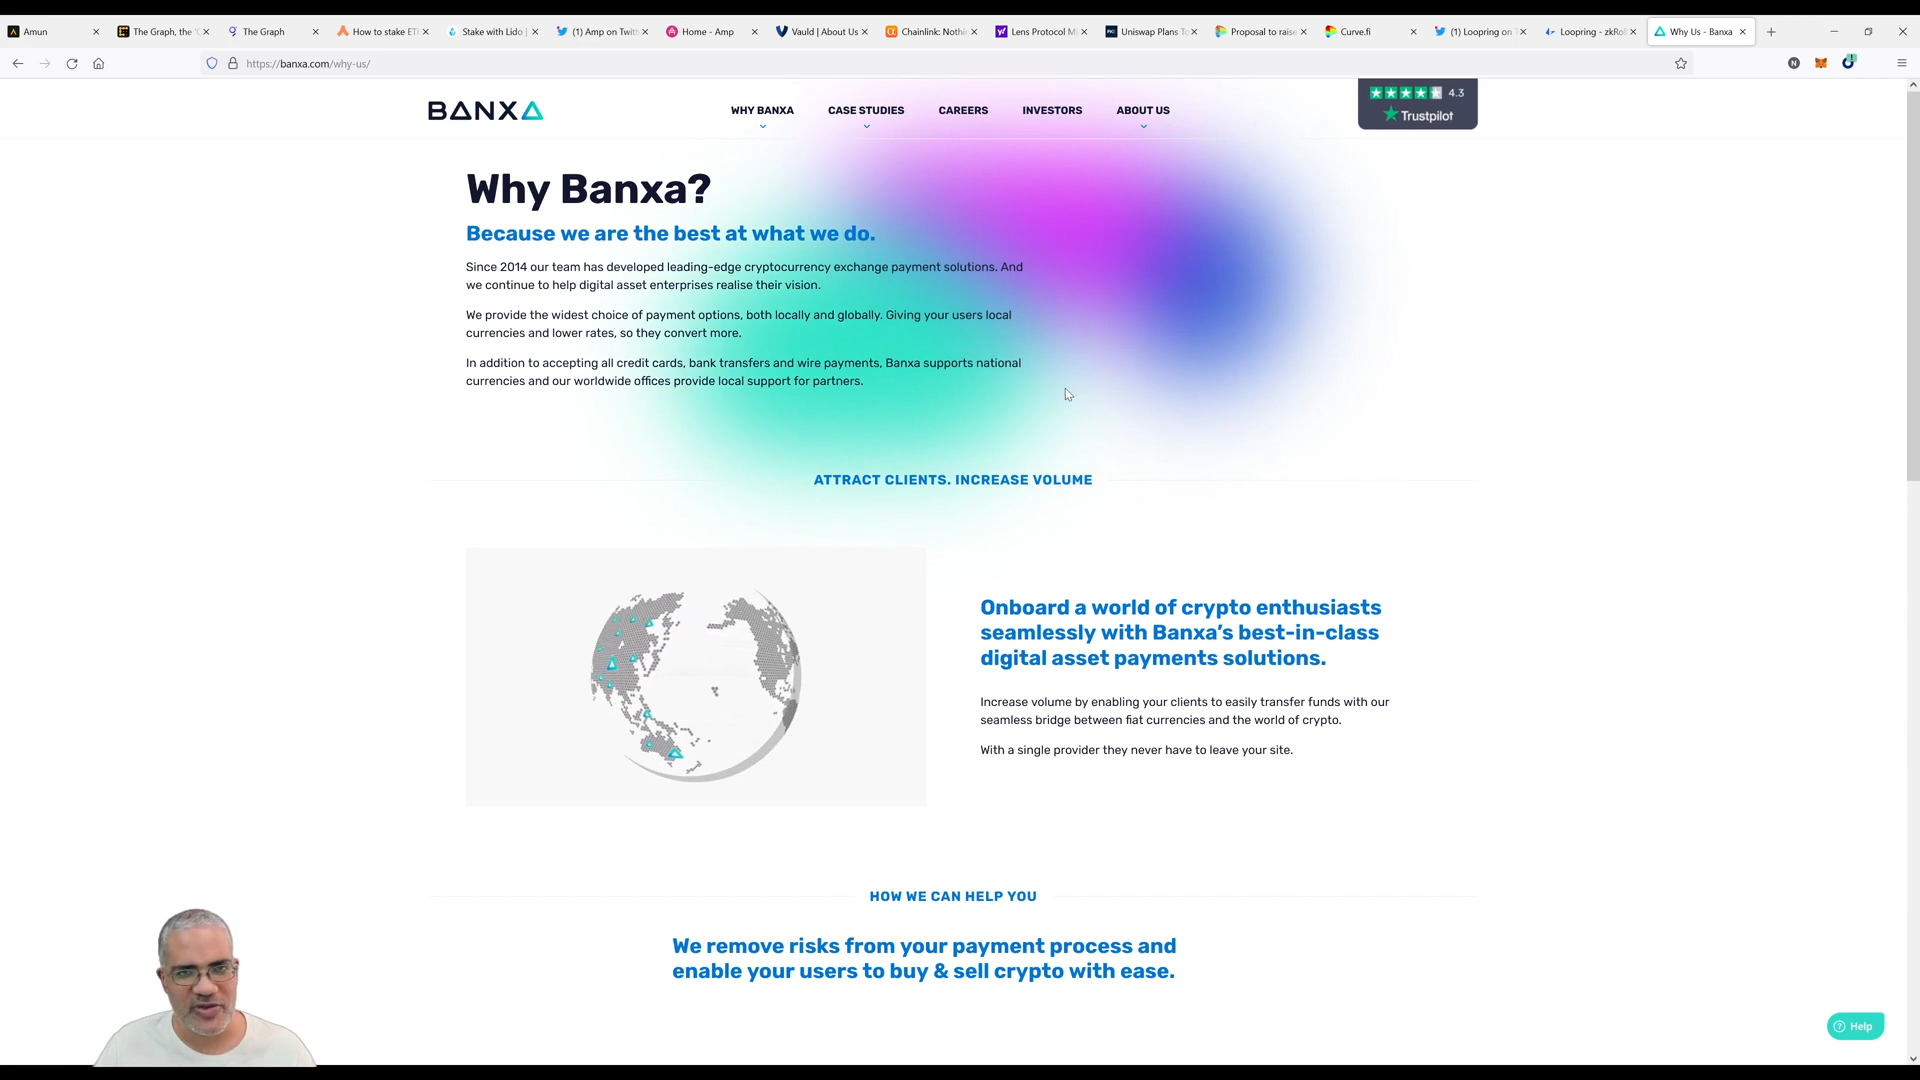 Amun
The Graph, the
The Graph
How to stake ET
Stake with Lido |
(1) Amp on Twitt
Home - Amp
Vauld | About Us
Chainlink: Nothi
Lens Protocol M
Uniswap Plans To
Proposal to raise
Curve.fi
(1) Loopring on
Loopring - zkRol
Why Us - Banxa
https://banxa.com/why-us/
BANXA
WHY BANXA
CASE STUDIES
CAREERS
INVESTORS
ABOUT US
4.3
Trustpilot
Why Banxa?
Because we are the best at what we do.
Since 2014 our team has developed leading-edge cryptocurrency exchange payment solutions. And
we continue to help digital asset enterprises realise their vision.
We provide the widest choice of payment options, both locally and globally. Giving your users local
currencies and lower rates, so they convert more.
In addition to accepting all credit cards, bank transfers and wire payments, Banxa supports national
currencies and our worldwide offices provide local support for partners.
ATTRACT CLIENTS. INCREASE VOLUME
Onboard a world of crypto enthusiasts
seamlessly with Banxa’s best-in-class
digital asset payments solutions.
Increase volume by enabling your clients to easily transfer funds with our
seamless bridge between fiat currencies and the world of crypto.
With a single provider they never have to leave your site.
HOW WE CAN HELP YOU
We remove risks from your payment process and
enable your users to buy & sell crypto with ease.
Help